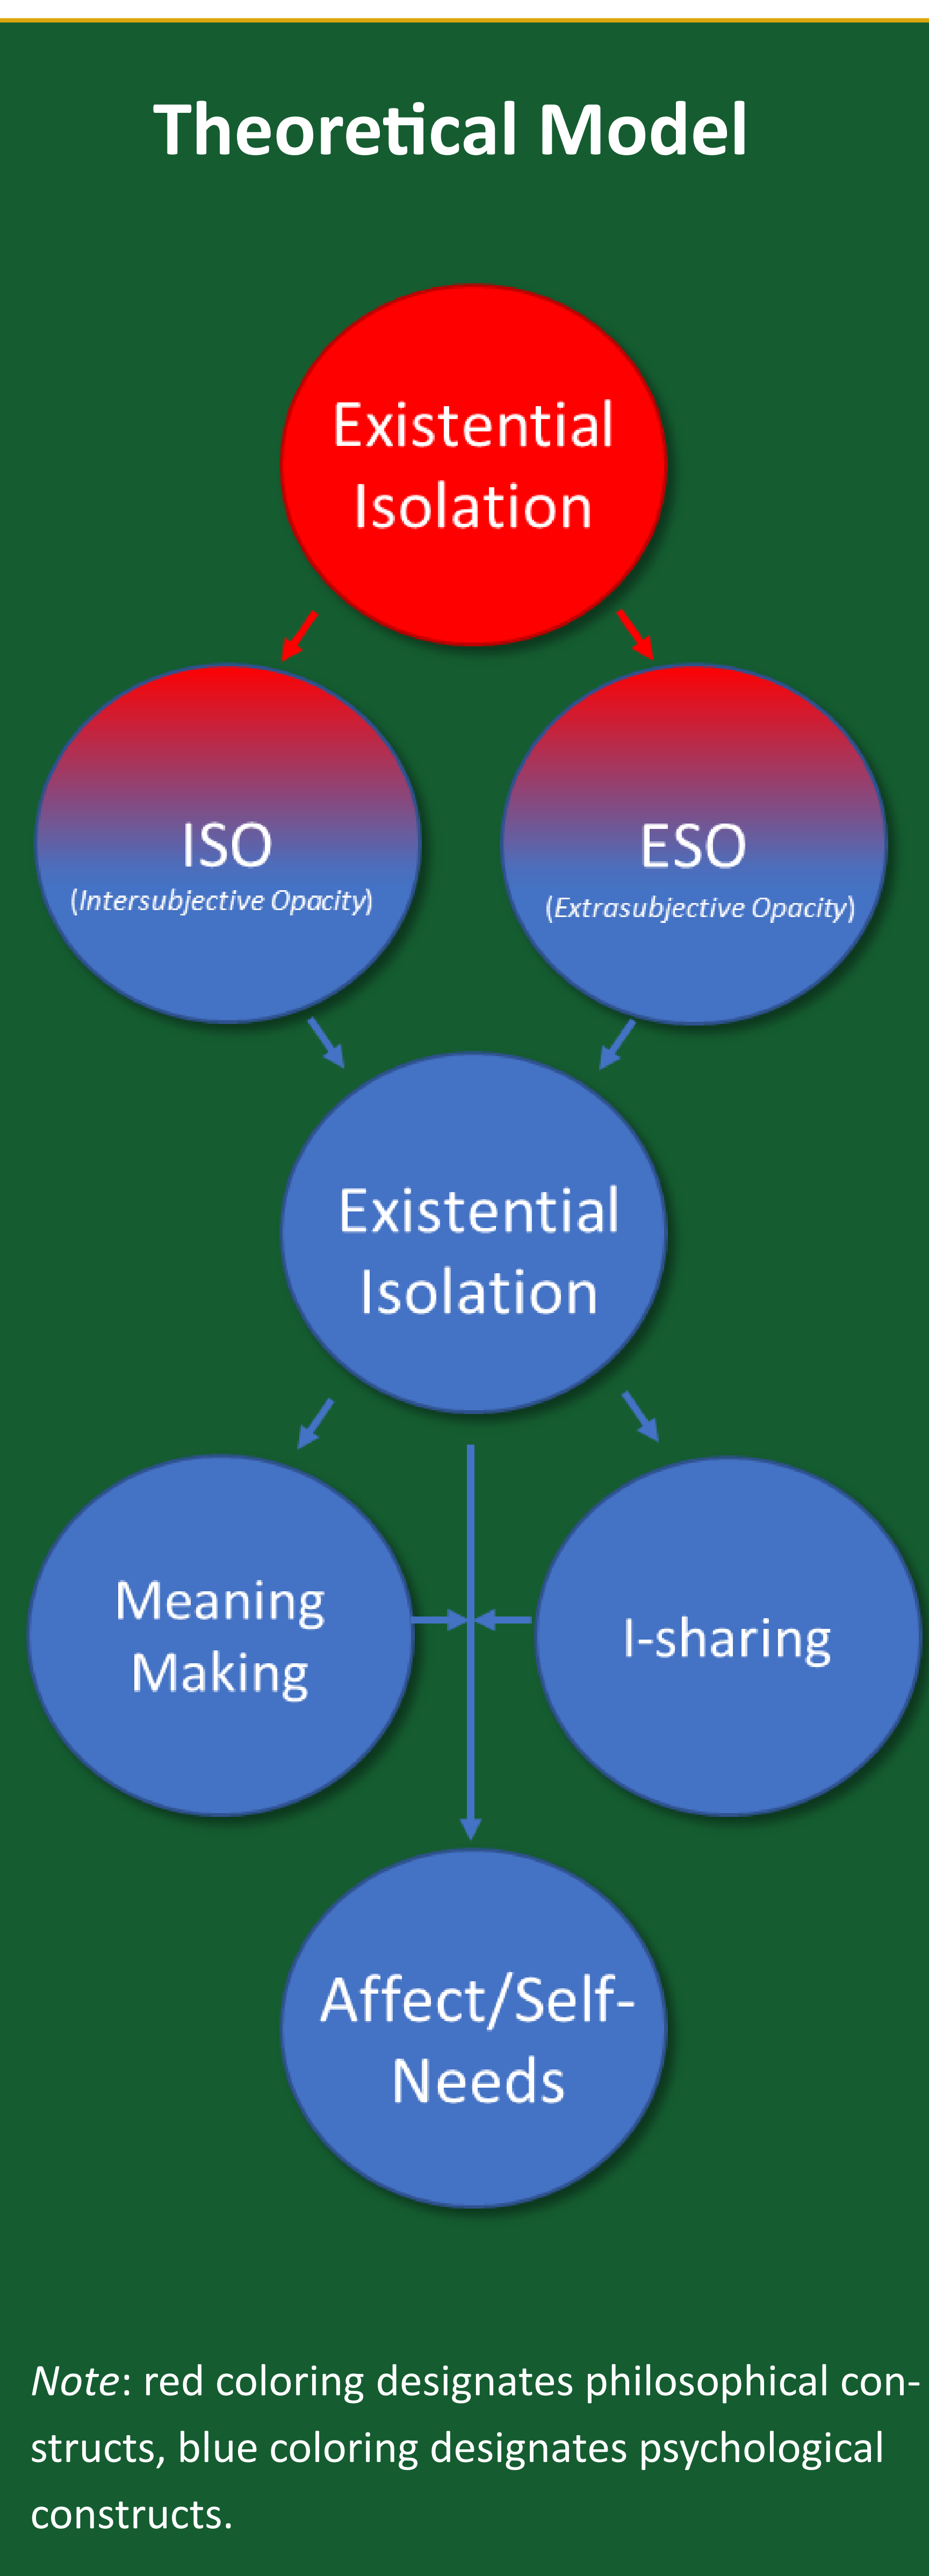 Theoretical Model
Existential
Isolation
ISO
(Intersubjective Opacity)
ESO
(Extrasubjective Opacity)
Existential
Isolation
Meaning
Making
I-sharing
Affect/Self-
Needs
Note: red coloring designates philosophical con-
structs, blue coloring designates psychological
constructs.